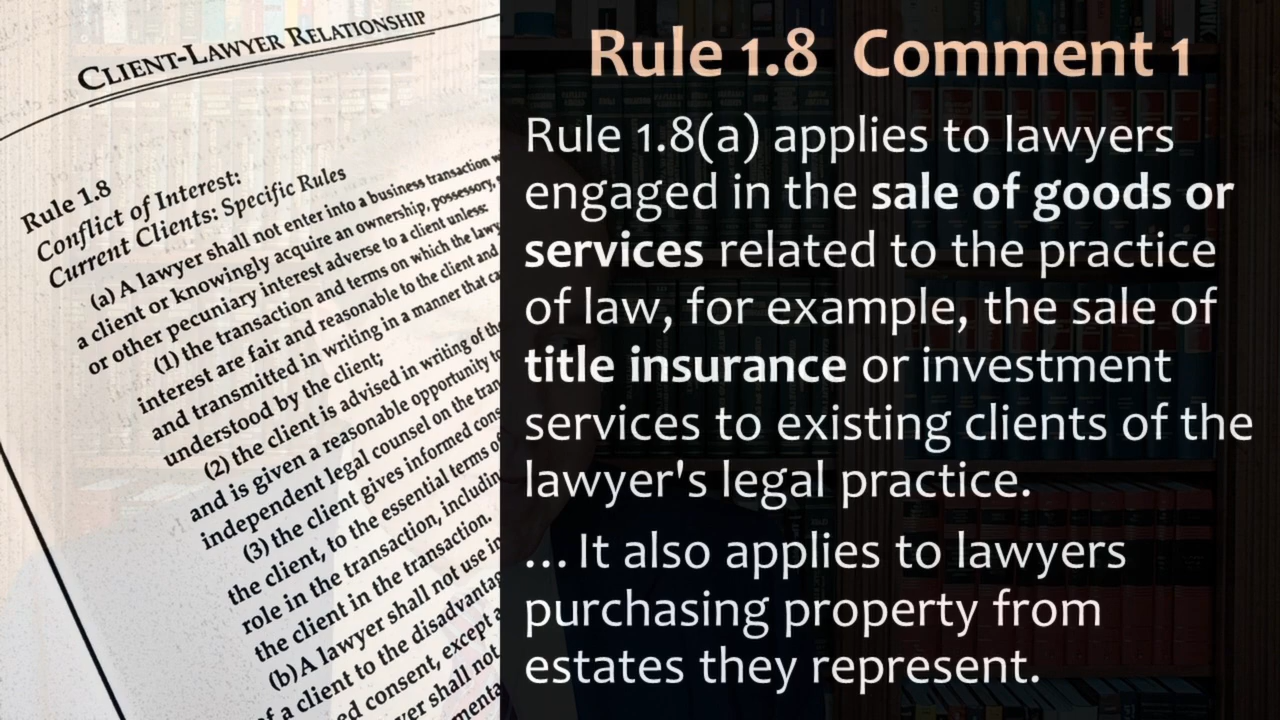 CLIENT-LAWYER RELATIONSHIP
Rule 1.8
Conflict of Interest:
Current Clients: Specific Rules
(a) A lawyer shall not enter into a business transaction
a client or knowingly acquire an ownership, possessory,
or other pecuniary interest adverse to a client unless:
(1) the transaction and terms on which the
interest are fair and reasonable to the client and
and transmitted in writing in a manner that
understood by the client;
(2) the client is advised in writing of the
and is given a reasonable opportunity to
independent legal counsel on the
(3) the client gives informed
the client, to the essential terms of
role in the transaction,
the client in the transaction.
(b) A lawyer shall not use
a client to the disadvantage
consent, except
shall not
Rule 1.8 Comment 1
Rule 1.8(a) applies to lawyers
engaged in the sale of goods or
services related to the practice
of law, for example, the sale of
title insurance or investment
services to existing clients of the
lawyer's legal practice.
... It also applies to lawyers
purchasing property from
estates they represent.